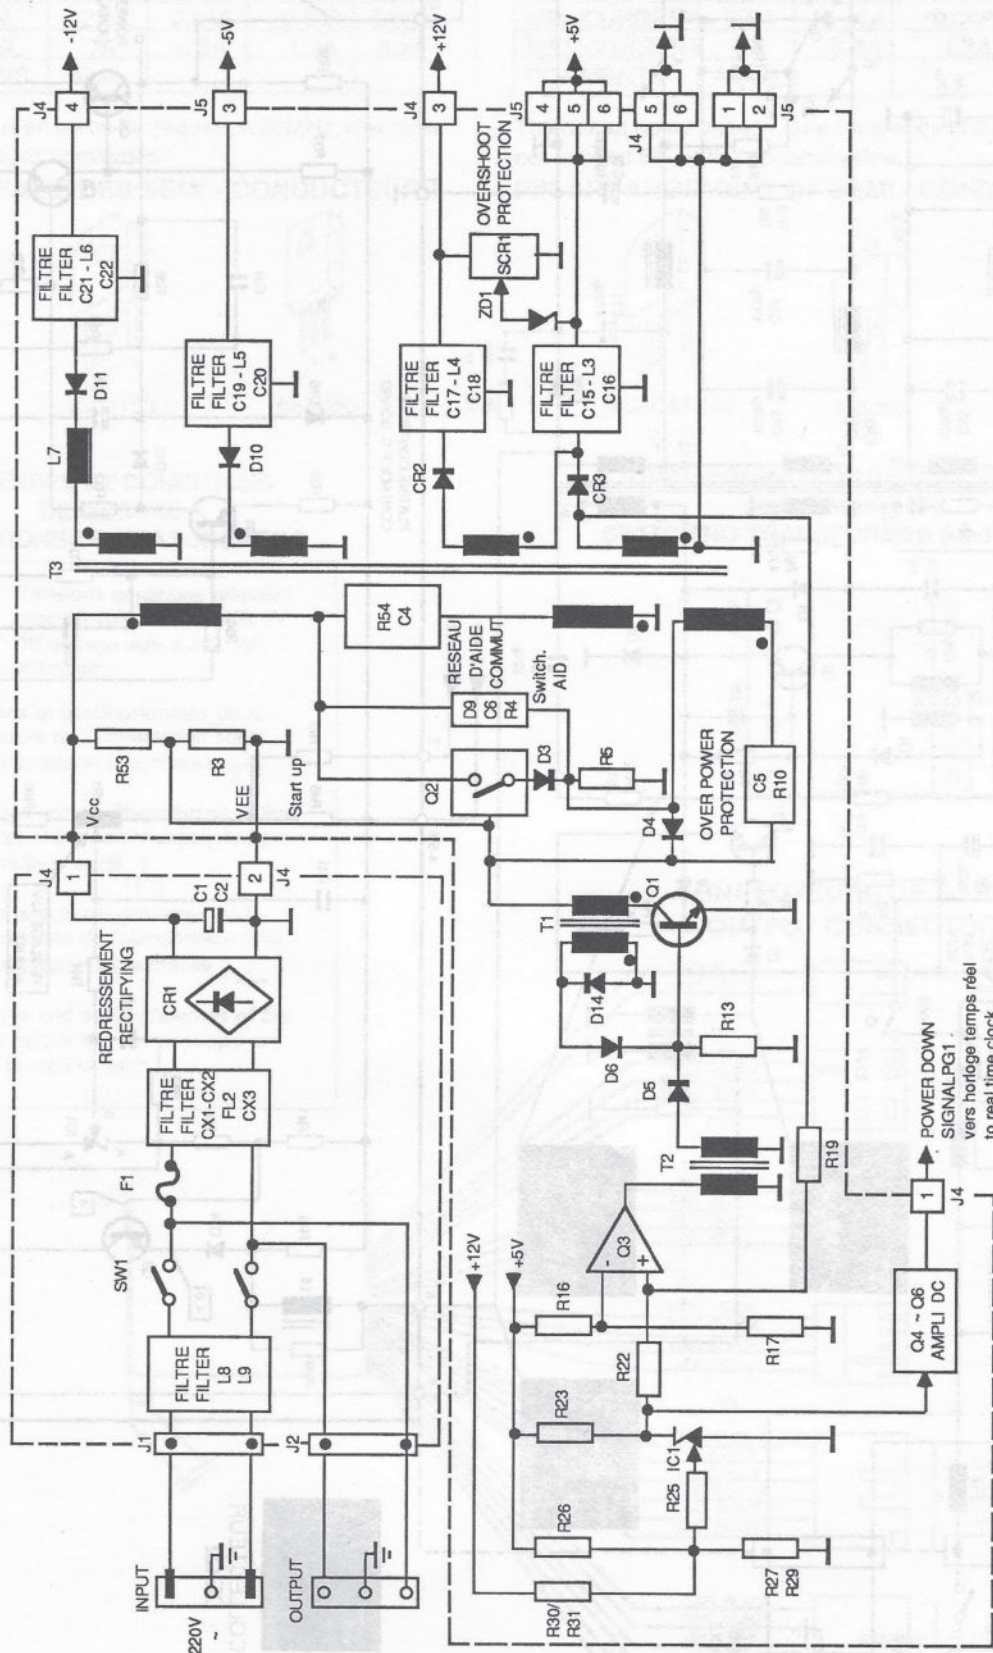 INPUT
220V
~
OUTPUT
J1
J2
FILTRE
FILTER
L8
L9
SW1
F1
FILTRE
FILTER
CX1-CX2
FL2
CX3
REDRESSEMENT
RECTIFYING
CR1
C1
C2
J4
1
2
J4
Vcc
VEE
R53
R3
Start up
T3
R54
C4
RESEAU
D'AIDE
COMMUT
D9
C6
R4
Switch.
AID
Q2
D3
R5
D4
OVER POWER
PROTECTION
C5
R10
T1
Q1
D14
D6
D5
R13
T2
R19
L7
D11
FILTRE
FILTER
C21 - L6
C22
J4
4
-12V
D10
FILTRE
FILTER
C19 - L5
C20
J5
3
-5V
CR2
FILTRE
FILTER
C17 - L4
C18
J4
3
+12V
OVERSHOOT
PROTECTION
SCR1
ZD1
CR3
FILTRE
FILTER
C15 - L3
C16
J5
4
5
6
+5V
J4
5
6
1
2
J5
+12V
+5V
R30/
R31
R26
R23
R16
R22
R25
IC1
R27
R29
R17
-
+
Q3
Q4 ~ Q6
AMPLI DC
1
J4
POWER DOWN
SIGNALPG1.
vers horloge temps réel
to real time clock